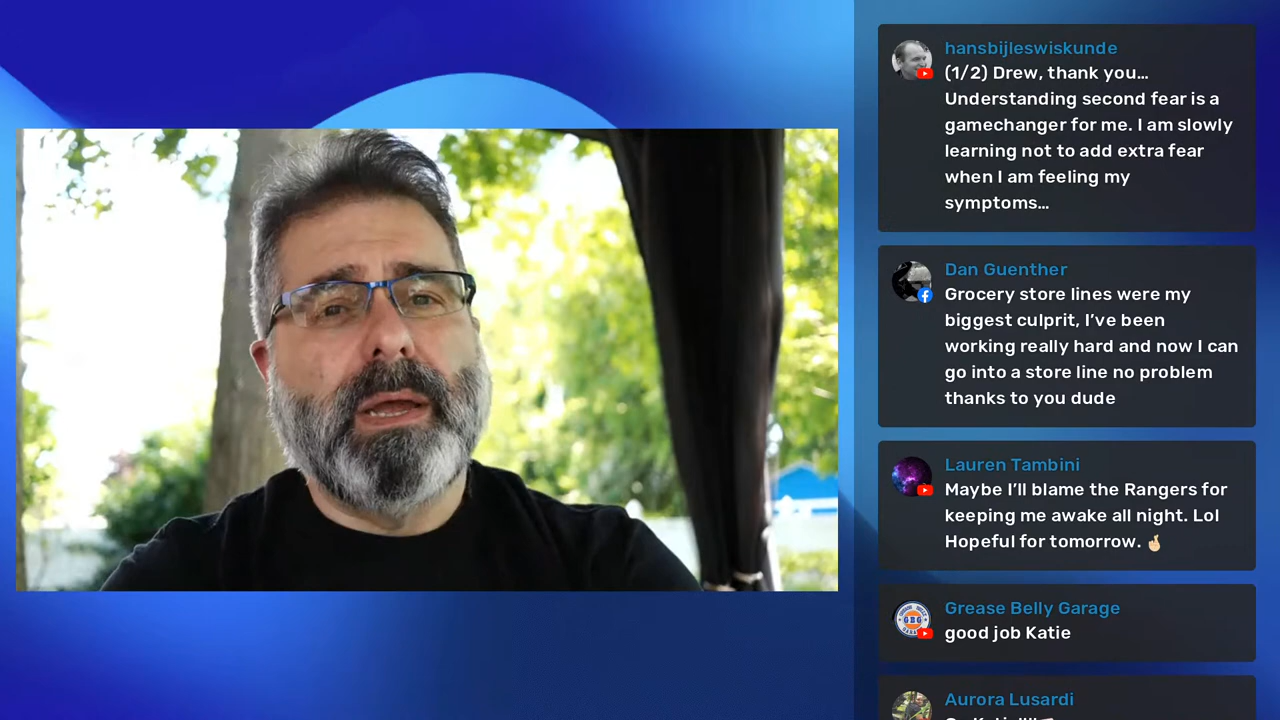 hansbijleswiskunde
(1/2) Drew, thank you…
Understanding second fear is a
gamechanger for me. I am slowly
learning not to add extra fear
when I am feeling my
symptoms…
Dan Guenther
Grocery store lines were my
biggest culprit, I’ve been
working really hard and now I can
go into a store line no problem
thanks to you dude
Lauren Tambini
Maybe I’ll blame the Rangers for
keeping me awake all night. Lol
Hopeful for tomorrow. 🤞🏼
GBG
Grease Belly Garage
good job Katie
Aurora Lusardi